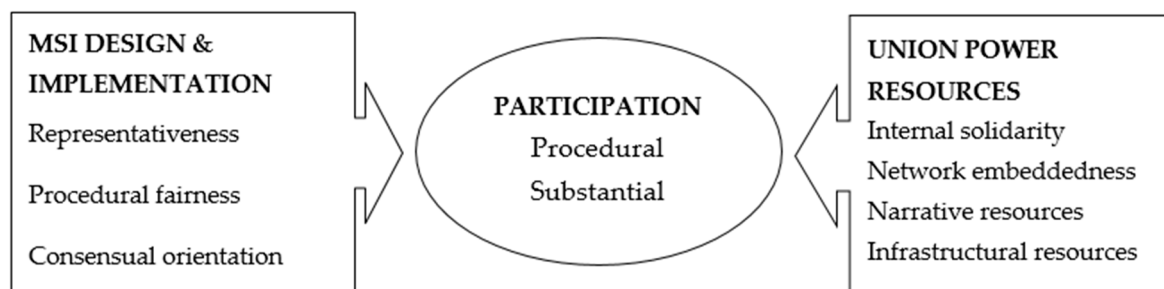 MSI DESIGN &
IMPLEMENTATION
Representativeness
Procedural fairness
Consensual orientation
PARTICIPATION
Procedural
Substantial
UNION POWER
RESOURCES
Internal solidarity
Network embeddedness
Narrative resources
Infrastructural resources